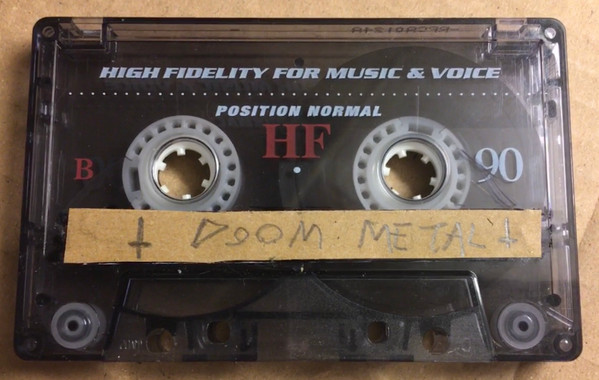 HIGH FIDELITY FOR MUSIC & VOICE
POSITION NORMAL
B HF 90
DOOM METAL